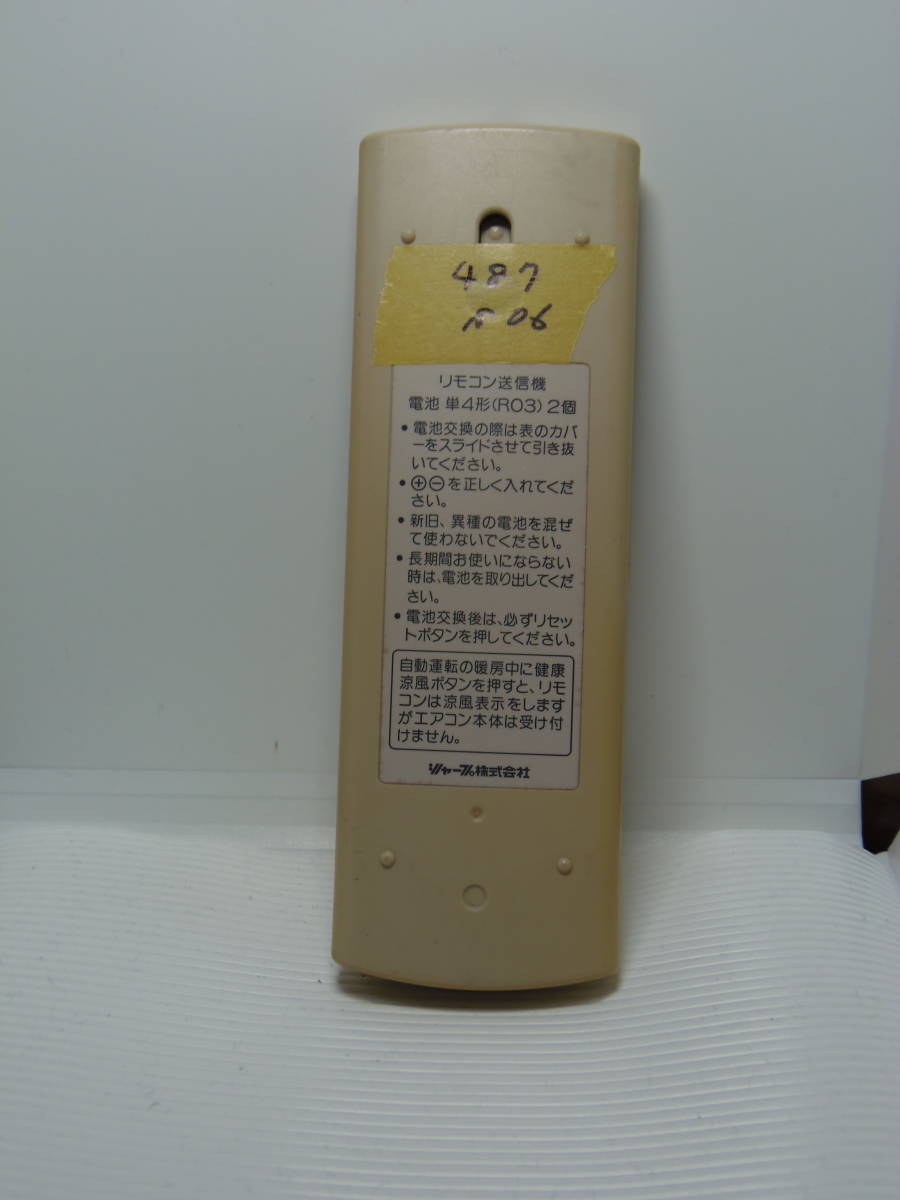 487
06
リモコン送信機
電池 単4形(R03)2個
• 電池交換の際は表のカバ
ーをスライドさせて引き抜
いてください。
• ⊕⊖を正しく入れてくだ
さい。
• 新旧、異種の電池を混ぜ
て使わないでください。
• 長期間お使いにならない
時は、電池を取り出してくだ
さい。
• 電池交換後は、必ずリセッ
トボタンを押してください。
自動運転の暖房中に健康
涼風ボタンを押すと、リモ
コンは涼風表示をします
がエアコン本体は受け付
けません。
シャープ株式会社